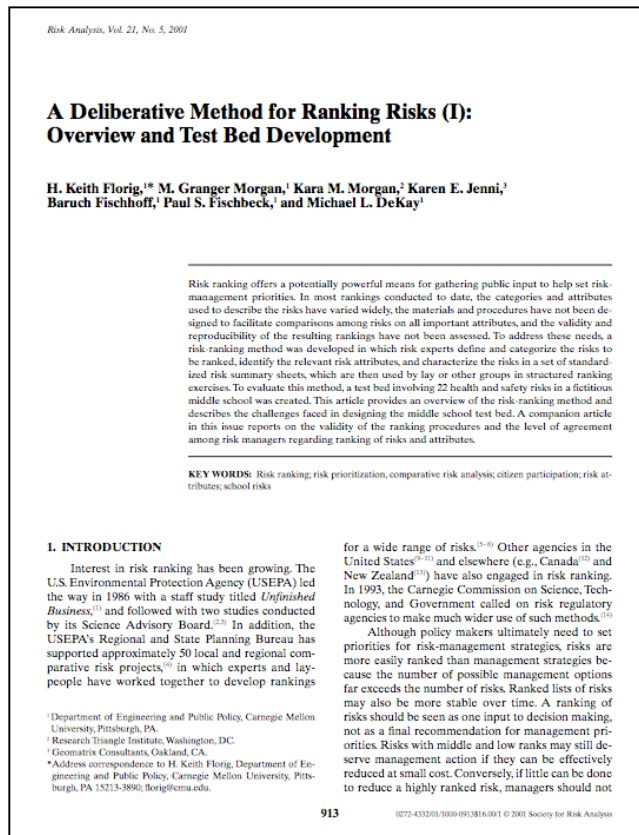 Risk Analysis, Vol. 21, No. 5, 2001
A Deliberative Method for Ranking Risks (I):
Overview and Test Bed Development
H. Keith Florig,¹* M. Granger Morgan,¹ Kara M. Morgan,² Karen E. Jenni,³
Baruch Fischhoff,¹ Paul S. Fischbeck,¹ and Michael L. DeKay¹
Risk ranking offers a potentially powerful means for gathering public input to help set risk-
management priorities. In most rankings conducted to date, the categories and attributes
used to describe the risks have varied widely, the materials and procedures have not been de-
signed to facilitate comparisons among risks on all important attributes, and the validity and
reproducibility of the resulting rankings have not been assessed. To address these needs, a
risk-ranking method was developed in which risk experts define and categorize the risks to
be ranked, identify the relevant risk attributes, and characterize the risks in a set of standard-
ized risk summary sheets, which are then used by lay or other groups in structured ranking
exercises. To evaluate this method, a test bed involving 22 health and safety risks in a fictitious
middle school was created. This article provides an overview of the risk-ranking method and
describes the challenges faced in designing the middle school test bed. A companion article
in this issue reports on the validity of the ranking procedures and the level of agreement
among risk managers regarding ranking of risks and attributes.
KEY WORDS: Risk ranking; risk prioritization, comparative risk analysis; citizen participation; risk at-
tributes; school risks
1. INTRODUCTION
Interest in risk ranking has been growing. The
U.S. Environmental Protection Agency (USEPA) led
the way in 1986 with a staff study titled Unfinished
Business,(1) and followed with two studies conducted
by its Science Advisory Board.(2,3) In addition, the
USEPA's Regional and State Planning Bureau has
supported approximately 50 local and regional com-
parative risk projects,(4) in which experts and lay-
people have worked together to develop rankings
¹ Department of Engineering and Public Policy, Carnegie Mellon
University, Pittsburgh, PA.
² Research Triangle Institute, Washington, DC.
³ Geomatrix Consultants, Oakland, CA.
*Address correspondence to H. Keith Florig, Department of En-
gineering and Public Policy, Carnegie Mellon University, Pitts-
burgh, PA 15213-3890; florig@cmu.edu.
for a wide range of risks.(5–8) Other agencies in the
United States(9–11) and elsewhere (e.g., Canada(12) and
New Zealand(13)) have also engaged in risk ranking.
In 1993, the Carnegie Commission on Science, Tech-
nology, and Government called on risk regulatory
agencies to make much wider use of such methods.(14)
Although policy makers ultimately need to set
priorities for risk-management strategies, risks are
more easily ranked than management strategies be-
cause the number of possible management options
far exceeds the number of risks. Ranked lists of risks
may also be more stable over time. A ranking of
risks should be seen as one input to decision making,
not as a final recommendation for management pri-
orities. Risks with middle and low ranks may still de-
serve management action if they can be effectively
reduced at small cost. Conversely, if little can be done
to reduce a highly ranked risk, managers should not
913
0272-4332/01/1000-0913$16.00/1 © 2001 Society for Risk Analysis